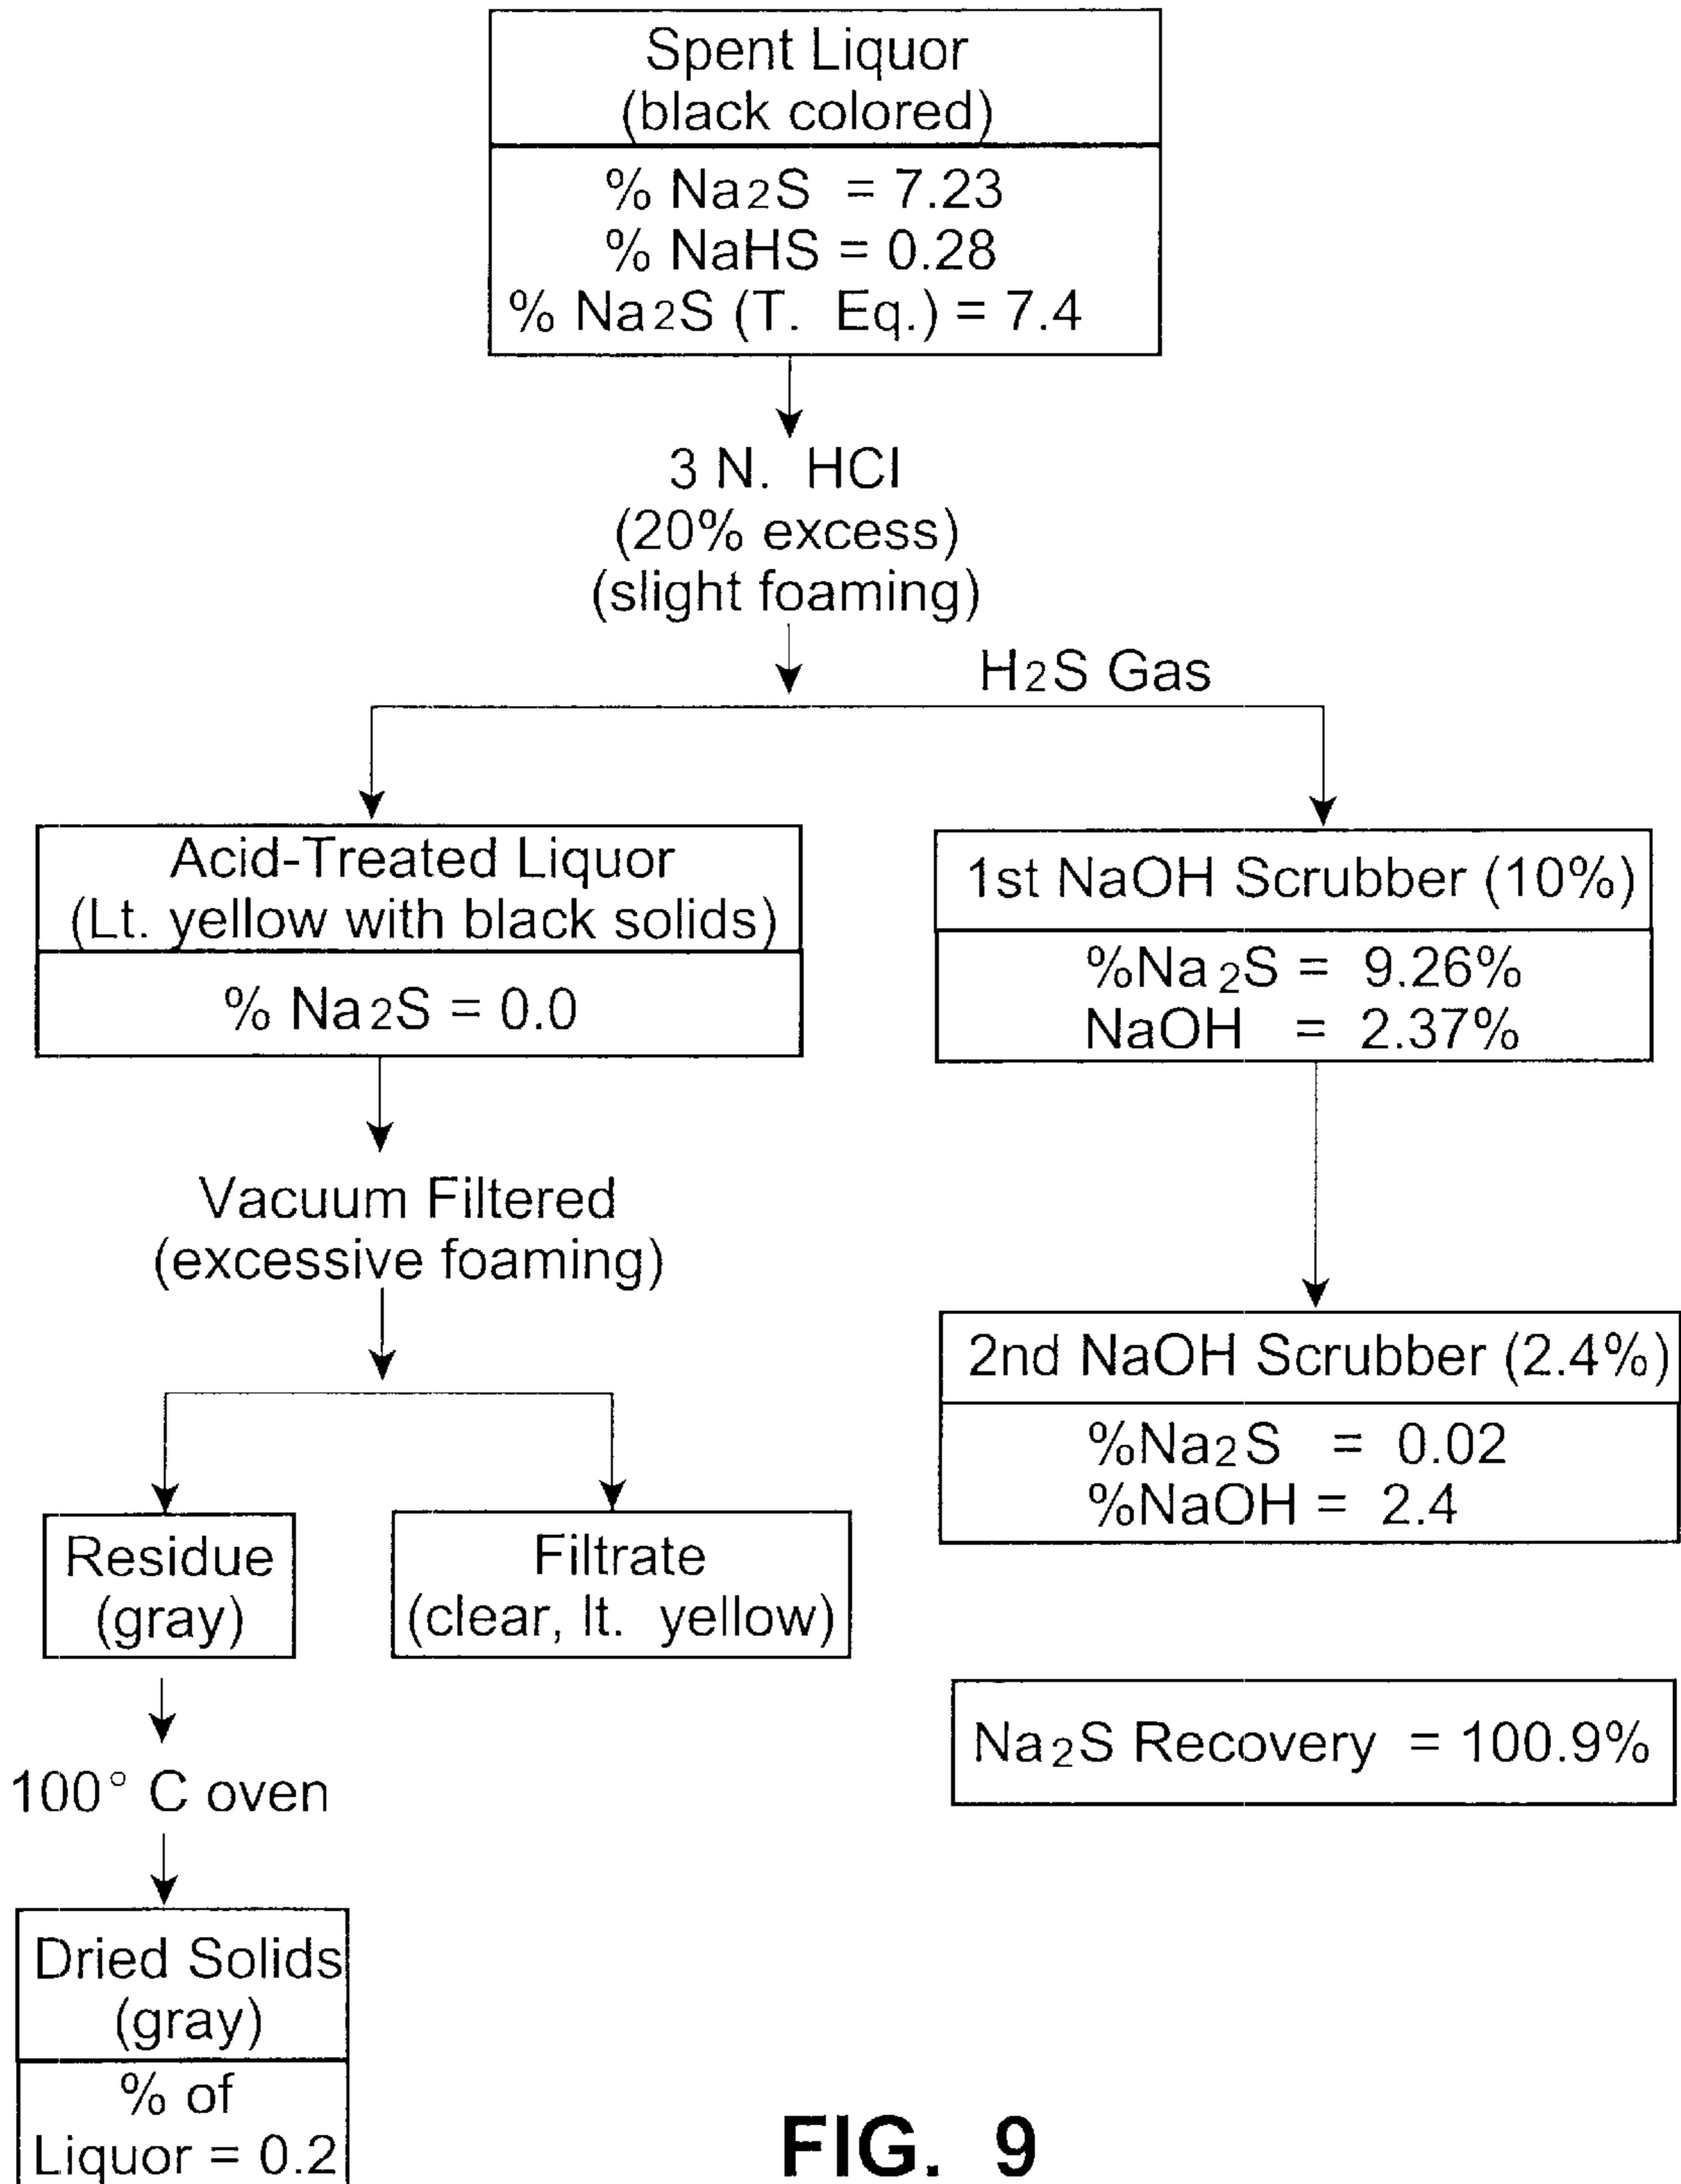 Spent Liquor
(black colored)
% Na2S = 7.23
% NaHS = 0.28
% Na2S (T. Eq.) = 7.4
3 N. HCl
(20% excess)
(slight foaming)
H2S Gas
Acid-Treated Liquor
(Lt. yellow with black solids)
% Na2S = 0.0
1st NaOH Scrubber (10%)
%Na2S = 9.26%
NaOH = 2.37%
Vacuum Filtered
(excessive foaming)
2nd NaOH Scrubber (2.4%)
%Na2S = 0.02
%NaOH = 2.4
Residue
(gray)
Filtrate
(clear, lt. yellow)
Na2S Recovery = 100.9%
100° C oven
Dried Solids
(gray)
% of
Liquor = 0.2
FIG. 9